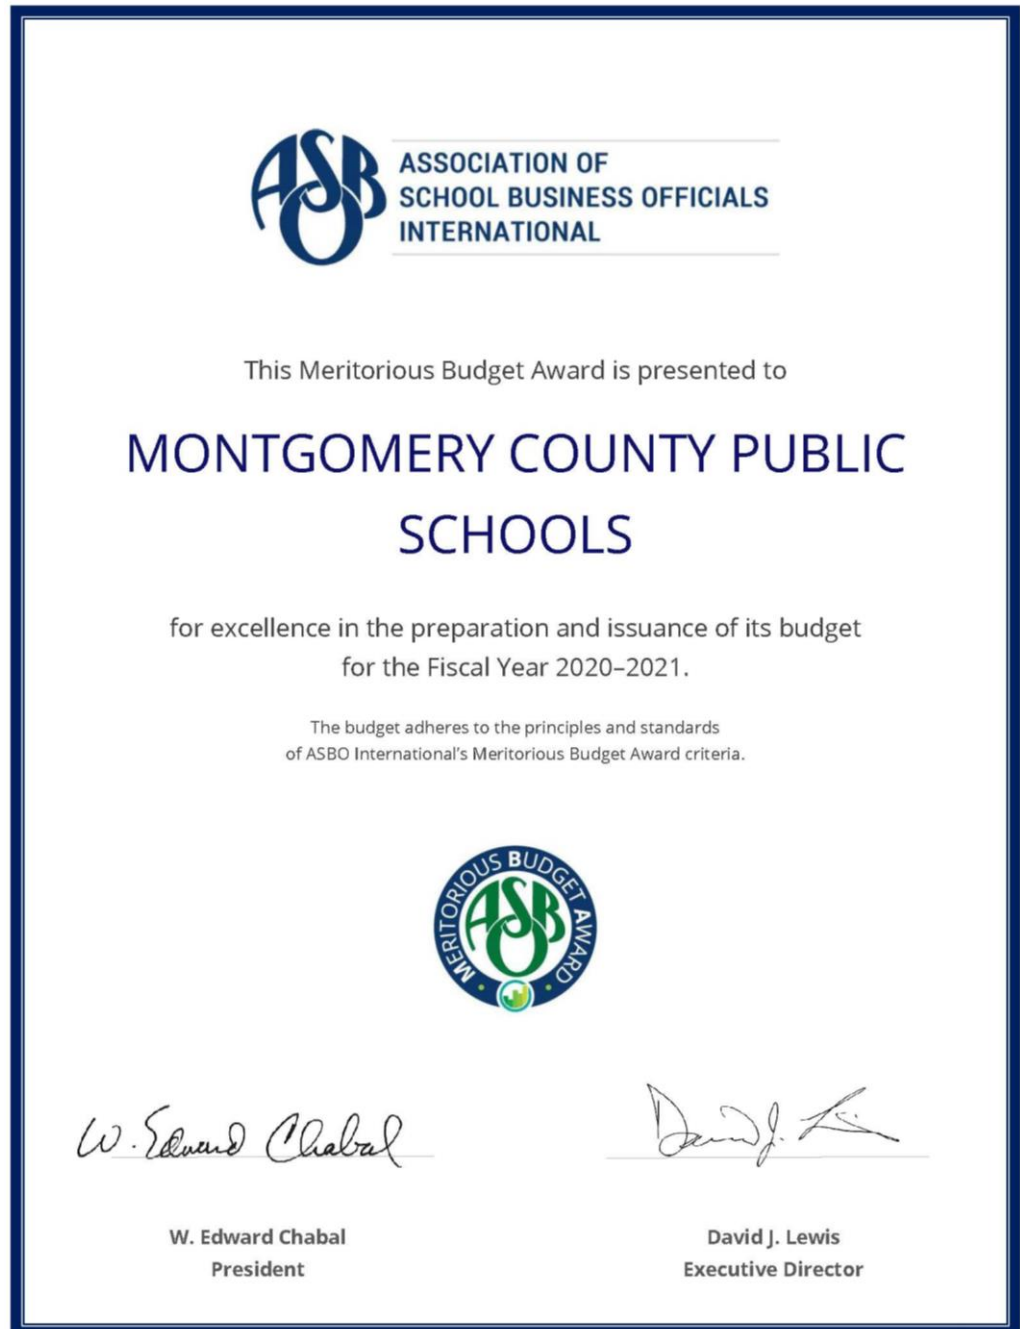 ASBO
ASSOCIATION OF
SCHOOL BUSINESS OFFICIALS
INTERNATIONAL
This Meritorious Budget Award is presented to
MONTGOMERY COUNTY PUBLIC
SCHOOLS
for excellence in the preparation and issuance of its budget
for the Fiscal Year 2020–2021.
The budget adheres to the principles and standards
of ASBO International's Meritorious Budget Award criteria.
MERITORIOUS BUDGET AWARD
ASBO
W. Edward Chabal
David J. Lewis
W. Edward Chabal
President
David J. Lewis
Executive Director